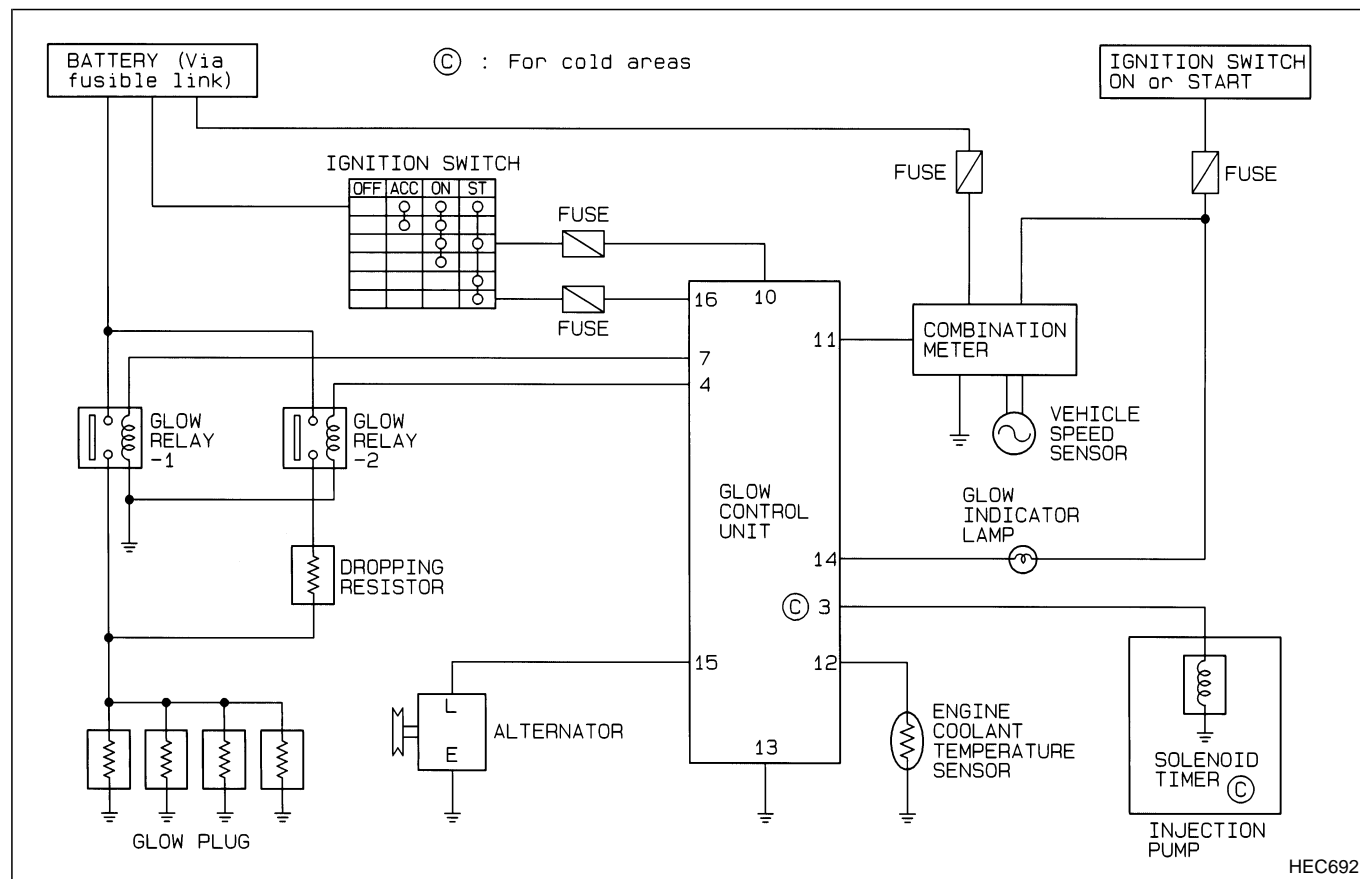 BATTERY (Via
fusible link)
Ⓒ : For cold areas
IGNITION SWITCH
ON or START
IGNITION SWITCH
OFF ACC ON ST
FUSE
FUSE
FUSE
FUSE
16
10
7
4
11
COMBINATION
METER
GLOW
RELAY
-1
GLOW
RELAY
-2
VEHICLE
SPEED
SENSOR
GLOW
CONTROL
UNIT
GLOW
INDICATOR
LAMP
14
DROPPING
RESISTOR
Ⓒ 3
15
12
L
E
ALTERNATOR
13
ENGINE
COOLANT
TEMPERATURE
SENSOR
SOLENOID
TIMER Ⓒ
GLOW PLUG
INJECTION
PUMP
HEC692